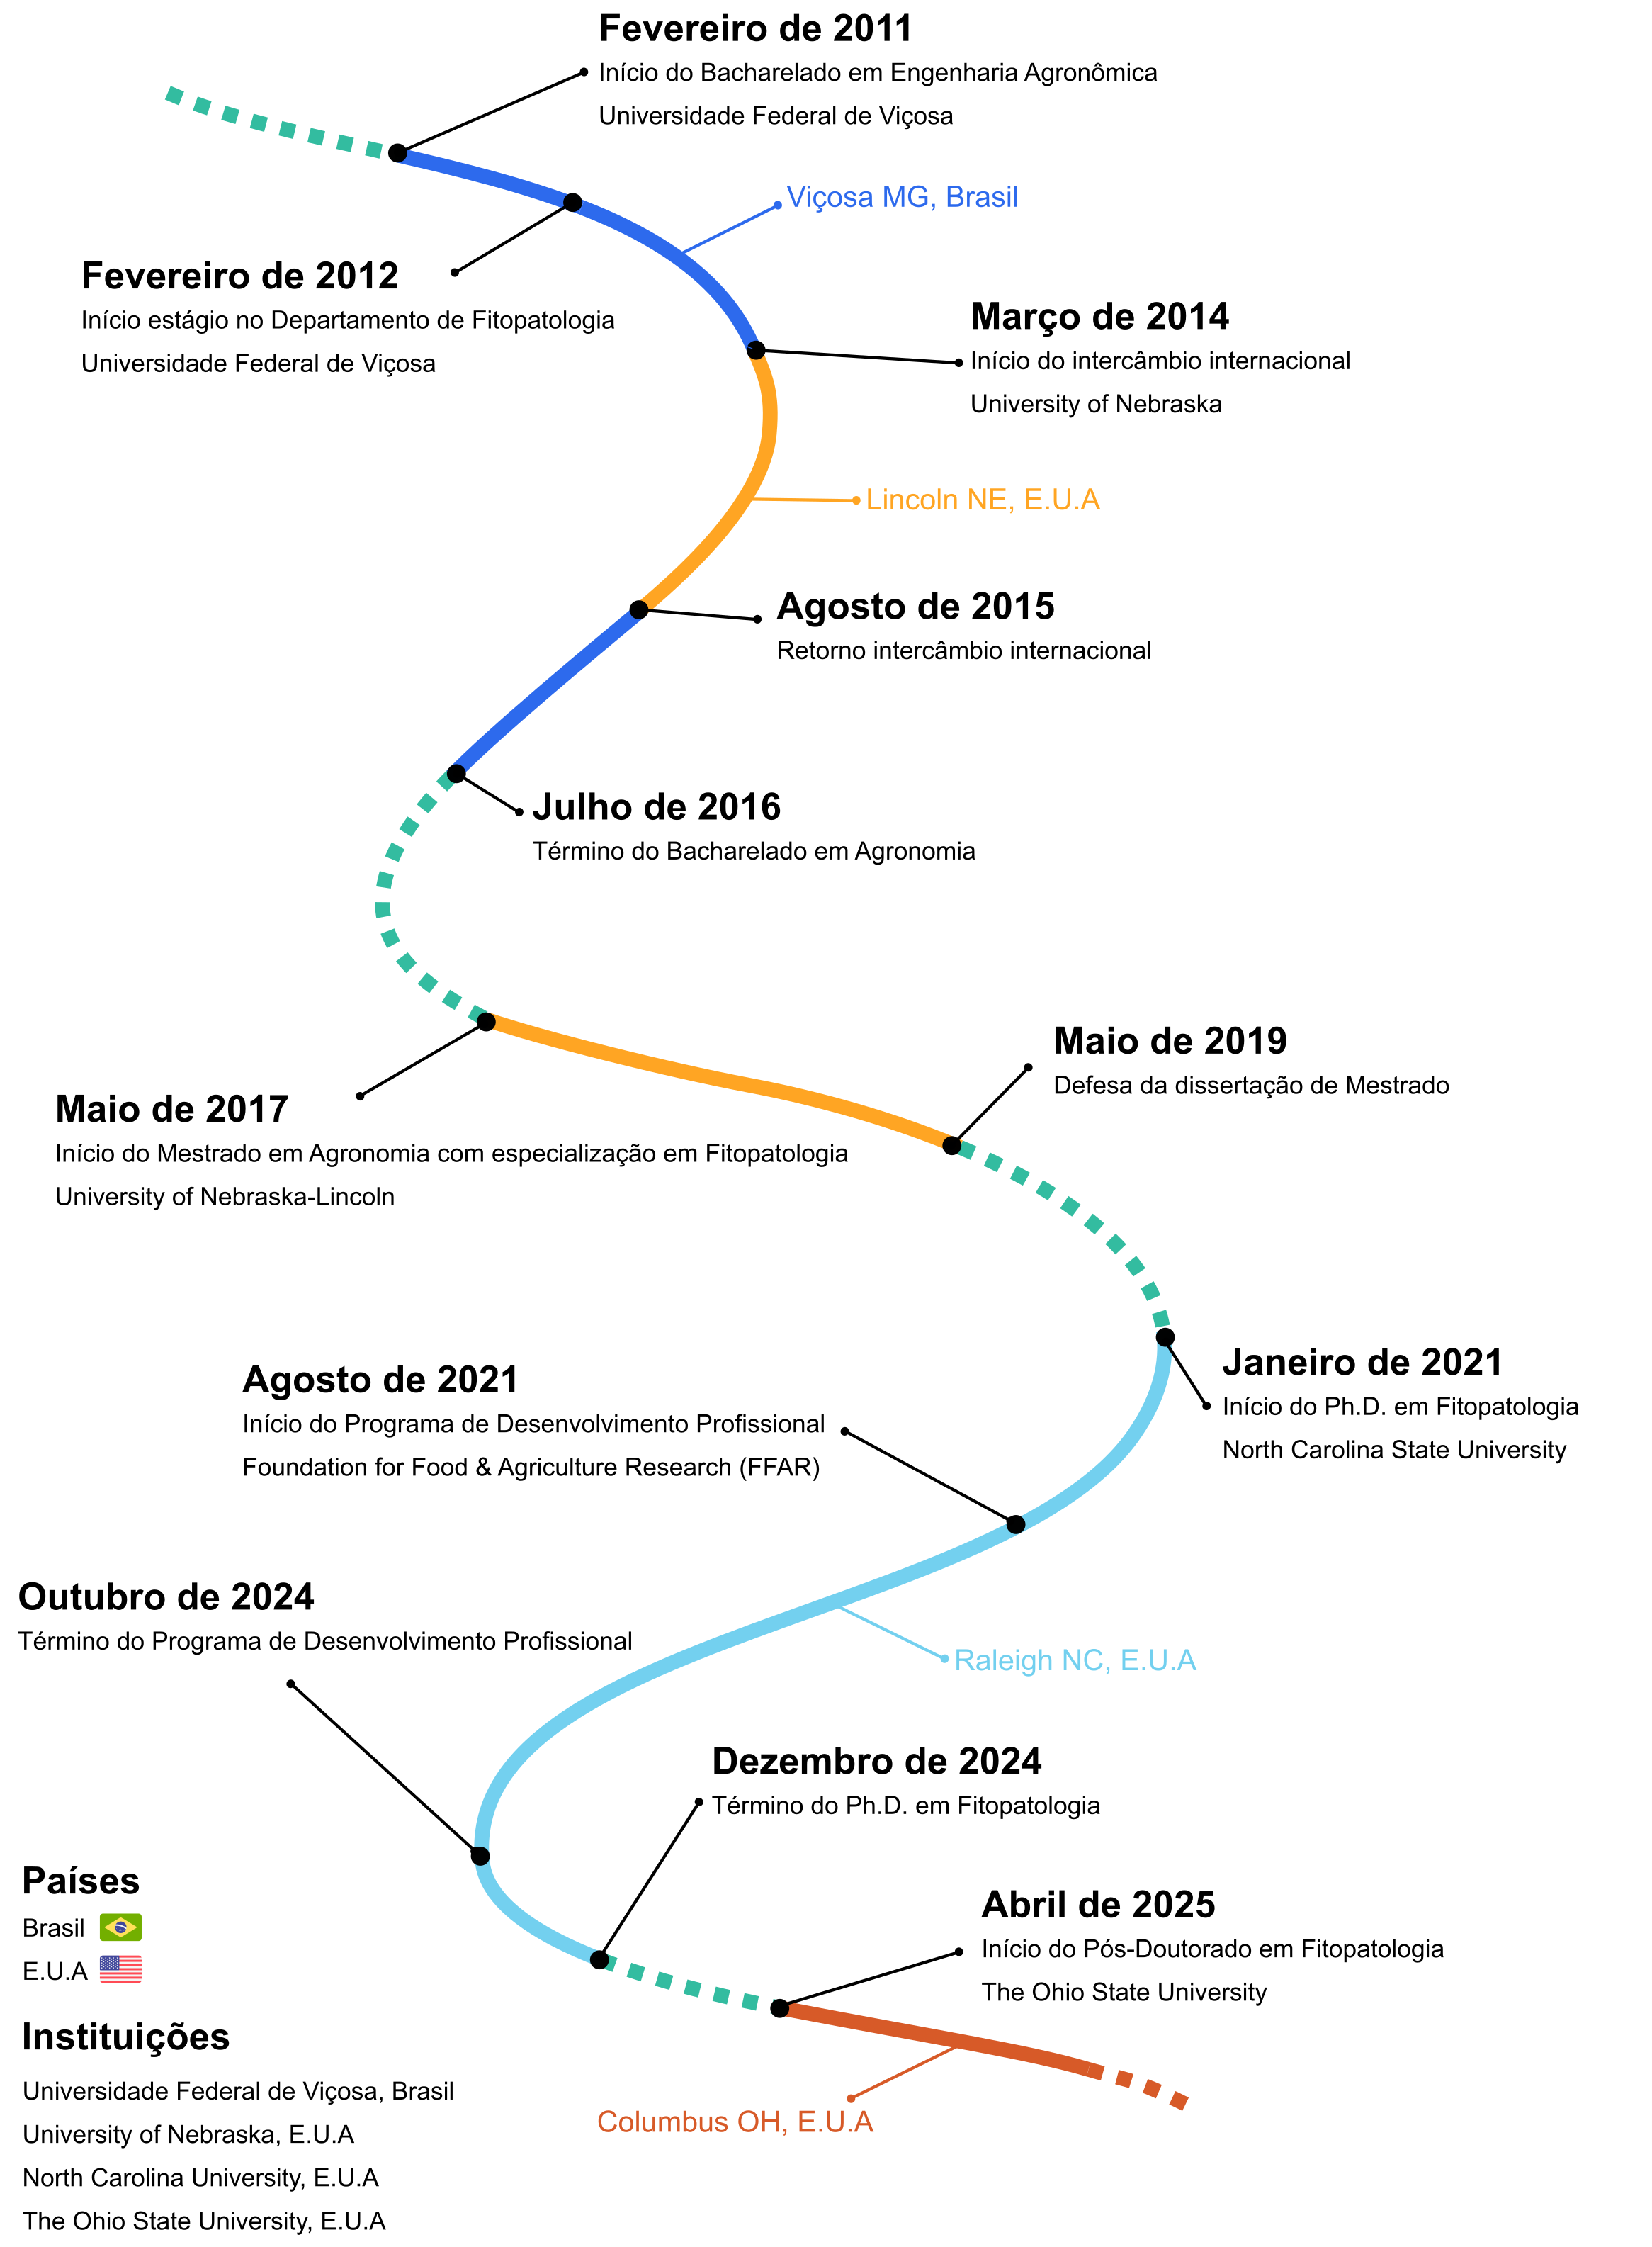 Fevereiro de 2011
Início do Bacharelado em Engenharia Agronômica
Universidade Federal de Viçosa
Viçosa MG, Brasil
Fevereiro de 2012
Início estágio no Departamento de Fitopatologia
Universidade Federal de Viçosa
Março de 2014
Início do intercâmbio internacional
University of Nebraska
Lincoln NE, E.U.A
Agosto de 2015
Retorno intercâmbio internacional
Julho de 2016
Término do Bacharelado em Agronomia
Maio de 2017
Início do Mestrado em Agronomia com especialização em Fitopatologia
University of Nebraska-Lincoln
Maio de 2019
Defesa da dissertação de Mestrado
Janeiro de 2021
Início do Ph.D. em Fitopatologia
North Carolina State University
Agosto de 2021
Início do Programa de Desenvolvimento Profissional
Foundation for Food & Agriculture Research (FFAR)
Raleigh NC, E.U.A
Outubro de 2024
Término do Programa de Desenvolvimento Profissional
Dezembro de 2024
Término do Ph.D. em Fitopatologia
Abril de 2025
Início do Pós-Doutorado em Fitopatologia
The Ohio State University
Columbus OH, E.U.A
Países
Brasil
E.U.A
Instituições
Universidade Federal de Viçosa, Brasil
University of Nebraska, E.U.A
North Carolina University, E.U.A
The Ohio State University, E.U.A